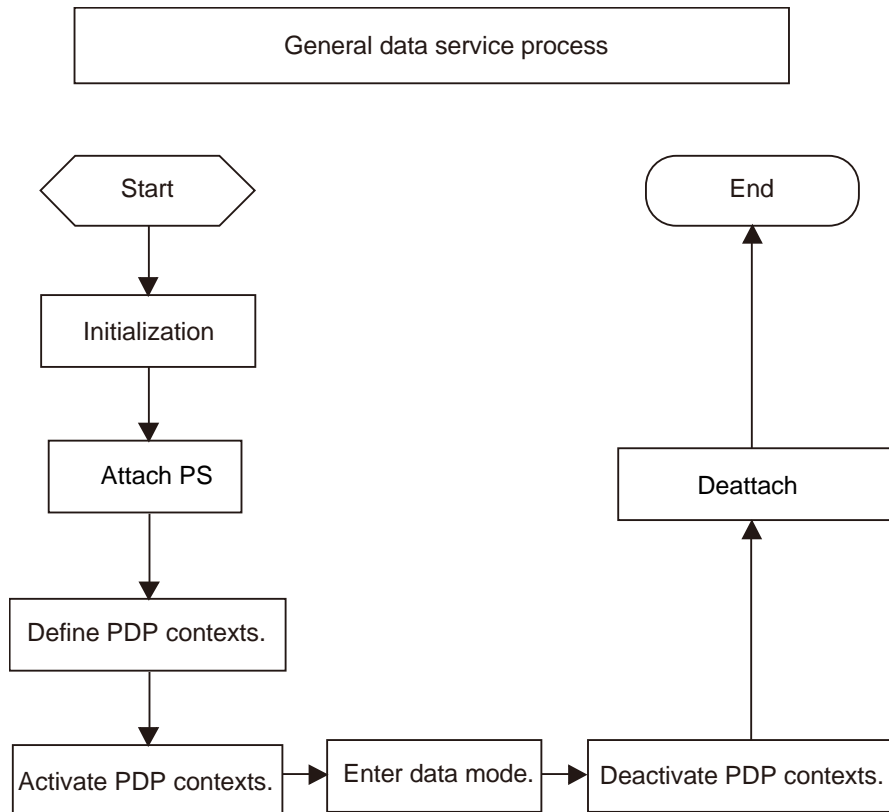 General data service process
Start
End
Initialization
Attach PS
Deattach
Define PDP contexts.
Activate PDP contexts.
Enter data mode.
Deactivate PDP contexts.